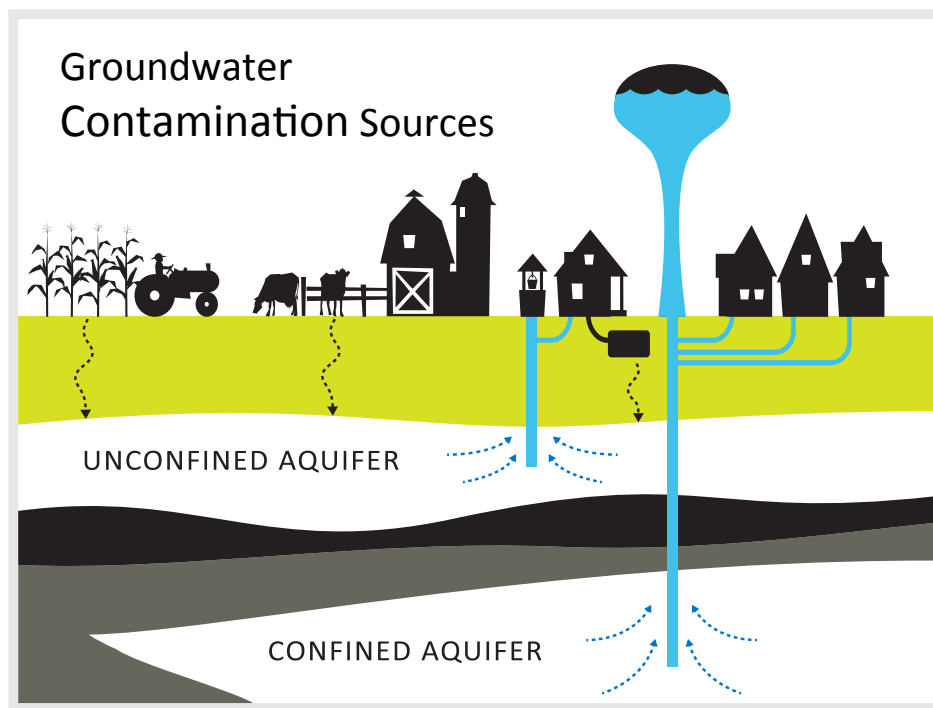 Groundwater
Contamination Sources
UNCONFINED AQUIFER
CONFINED AQUIFER